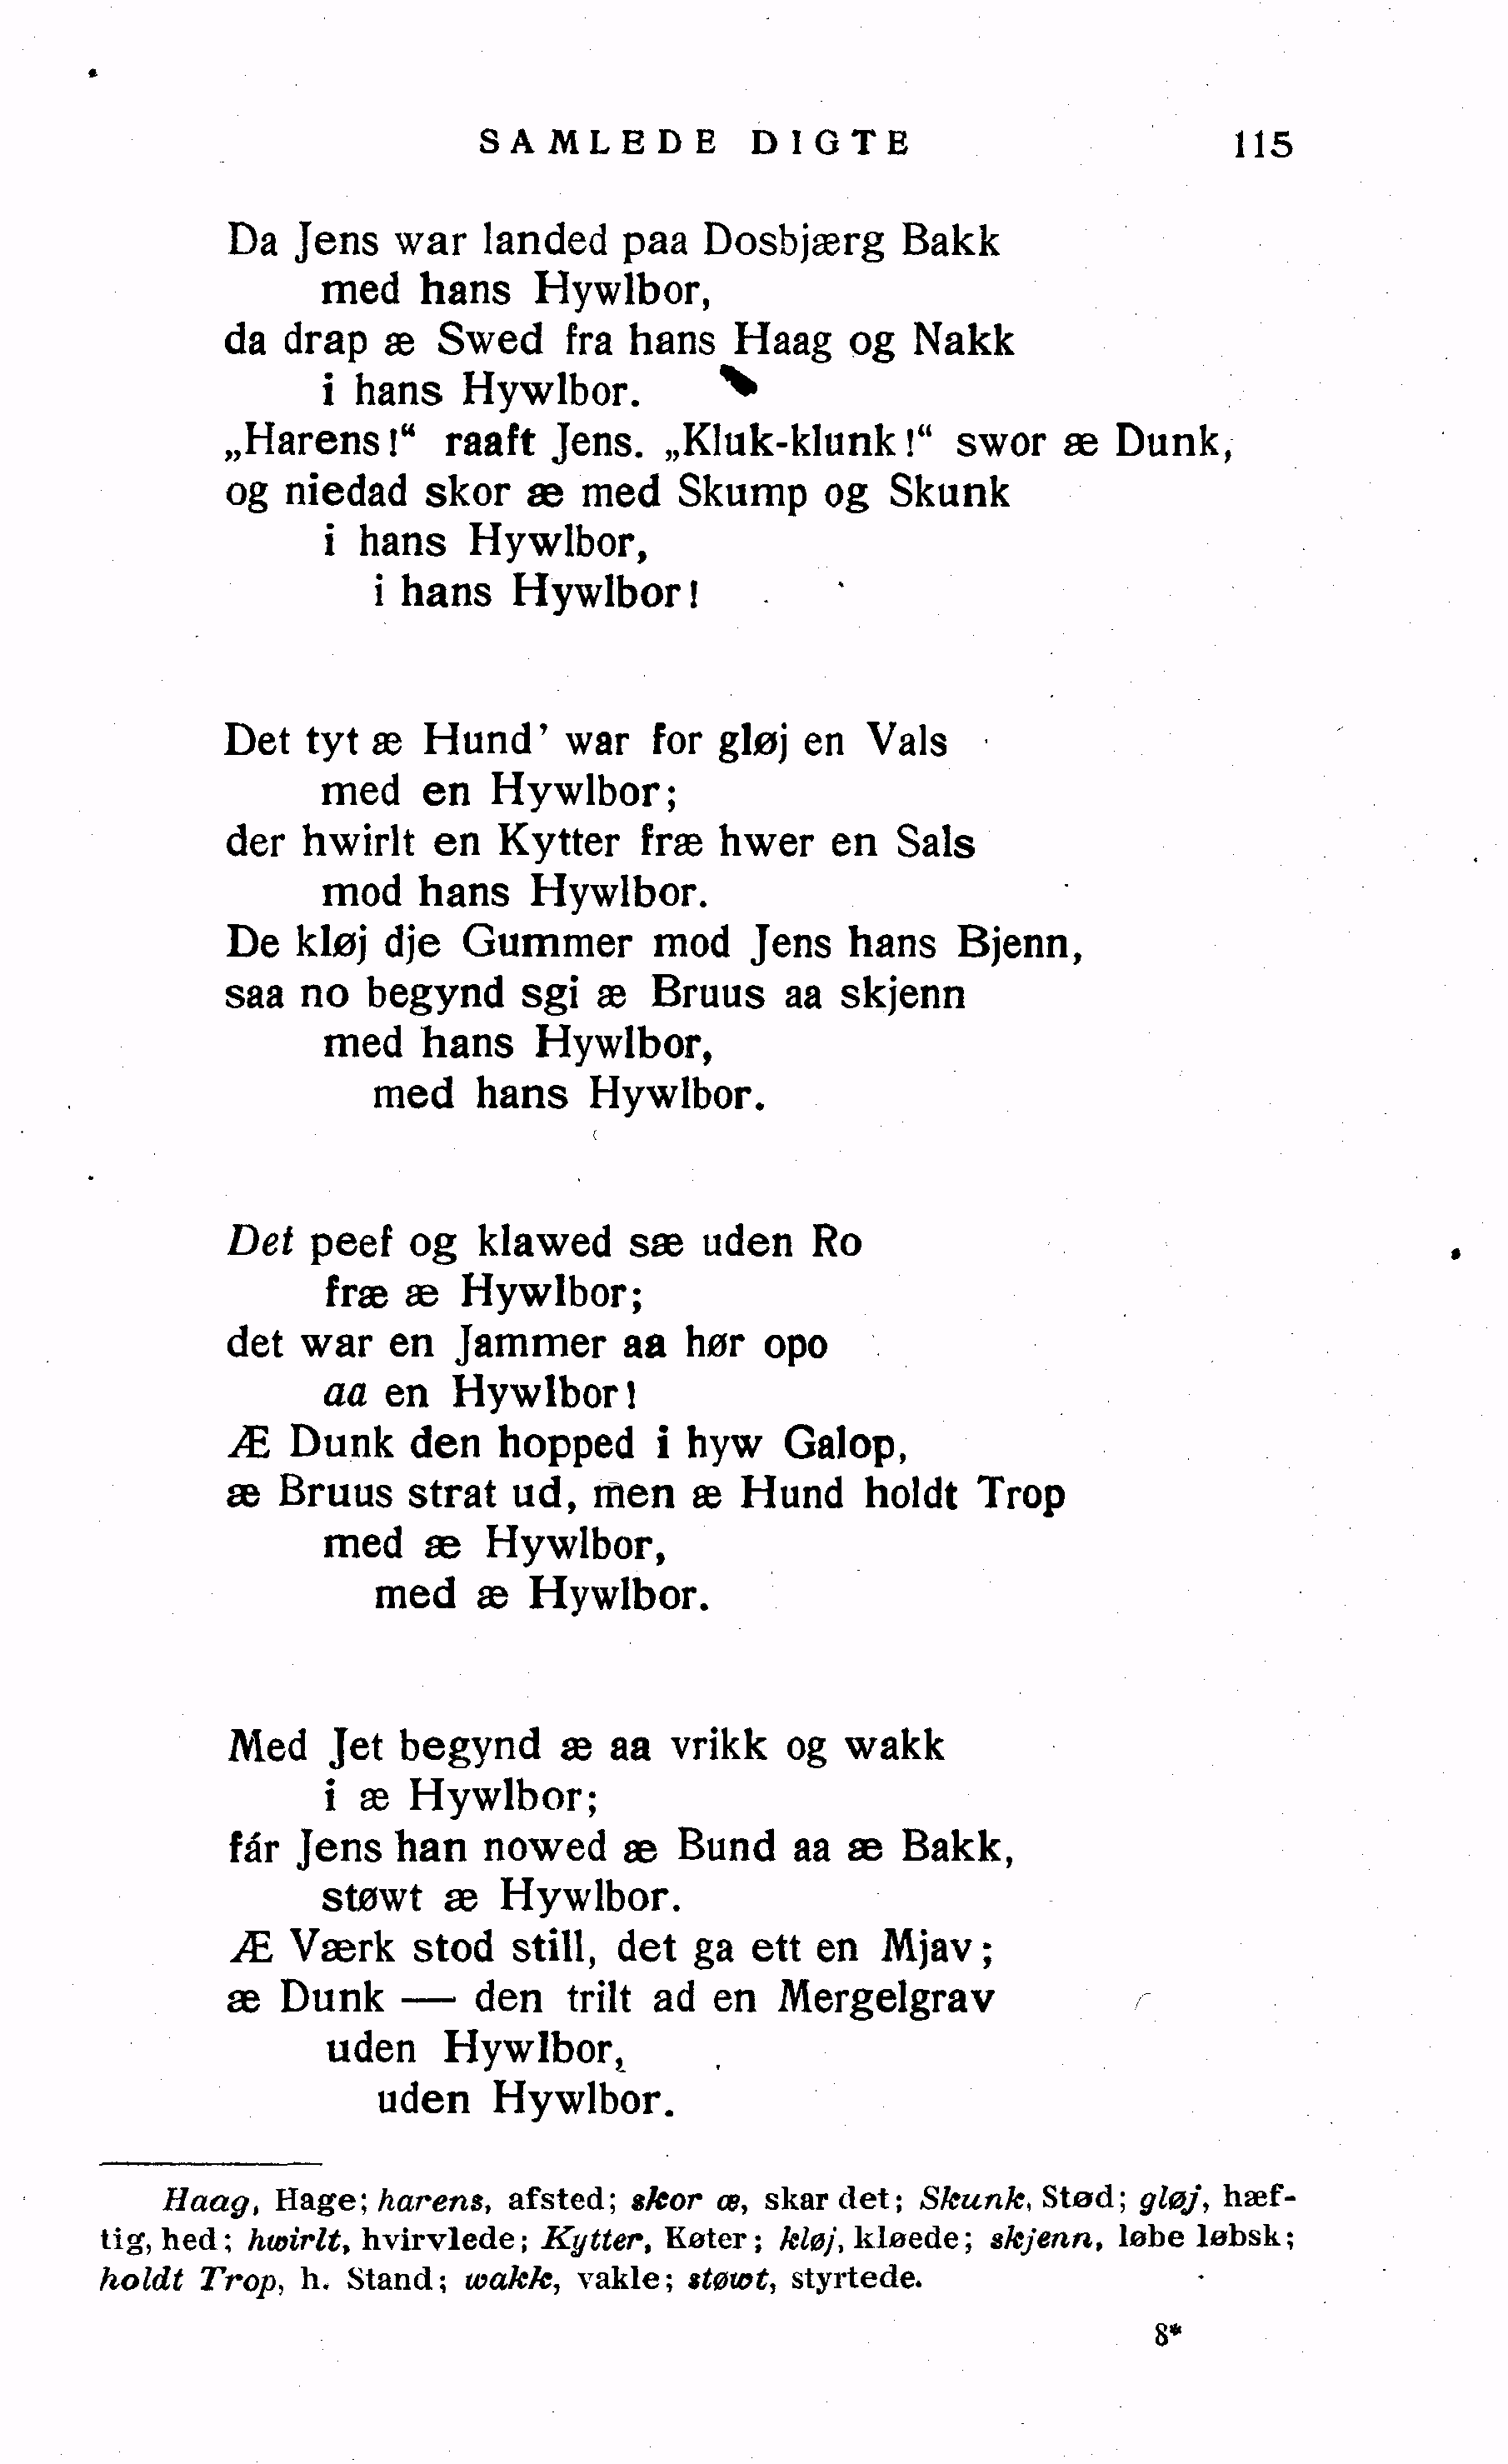 SAMLEDE DIGTE 115
Da Jens war landed paa Dosbjærg Bakk
med hans Hywlbor,
da drap æ Swed fra hans Haag og Nakk
i hans Hywlbor.
„Harens!“ raaft Jens. „Kluk-klunk!“ swor æ Dunk,
og niedad skor æ med Skump og Skunk
i hans Hywlbor,
i hans Hywlbor!
Det tyt æ Hund’ war for gløj en Vals
med en Hywlbor;
der hwirlt en Kytter fræ hwer en Sals
mod hans Hywlbor.
De kløj dje Gummer mod Jens hans Bjenn,
saa no begynd sgi æ Bruus aa skjenn
med hans Hywlbor,
med hans Hywlbor.
Det peef og klawed sæ uden Ro
fræ æ Hywlbor;
det war en Jammer aa hør opo
aa en Hywlbor!
Æ Dunk den hopped i hyw Galop,
æ Bruus strat ud, men æ Hund holdt Trop
med æ Hywlbor,
med æ Hywlbor.
Med Jet begynd æ aa vrikk og wakk
i æ Hywlbor;
fár Jens han nowed æ Bund aa æ Bakk,
støwt æ Hywlbor.
Æ Værk stod still, det ga ett en Mjav;
æ Dunk — den trilt ad en Mergelgrav
uden Hywlbor,
uden Hywlbor.
Haag, Hage; harens, afsted; skor æ, skar det; Skunk, Stød; gløj, hæf-
tig, hed; hwirlt, hvirvlede; Kytter, Køter; kløj, kløede; skjenn, løbe løbsk;
holdt Trop, h. Stand; wakk, vakle; støwt, styrtede.
8*